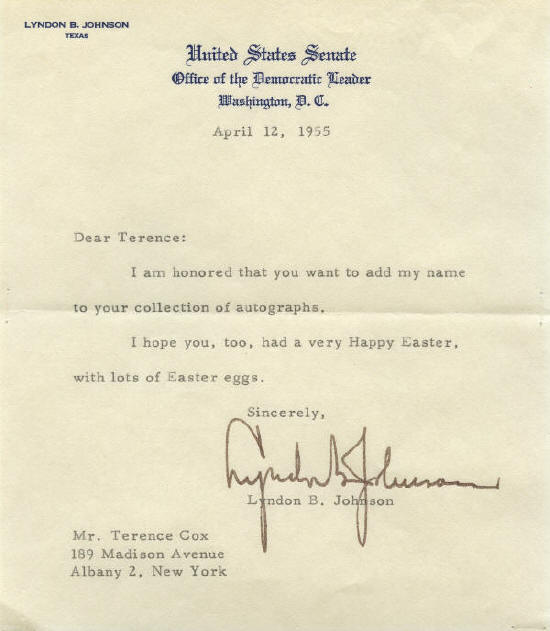 LYNDON B. JOHNSON
TEXAS
United States Senate
Office of the Democratic Leader
Washington, D. C.
April 12, 1955
Dear Terence:
I am honored that you want to add my name
to your collection of autographs.
I hope you, too, had a very Happy Easter,
with lots of Easter eggs.
Sincerely,
Lyndon B Johnson
Lyndon B. Johnson
Mr. Terence Cox
189 Madison Avenue
Albany 2, New York